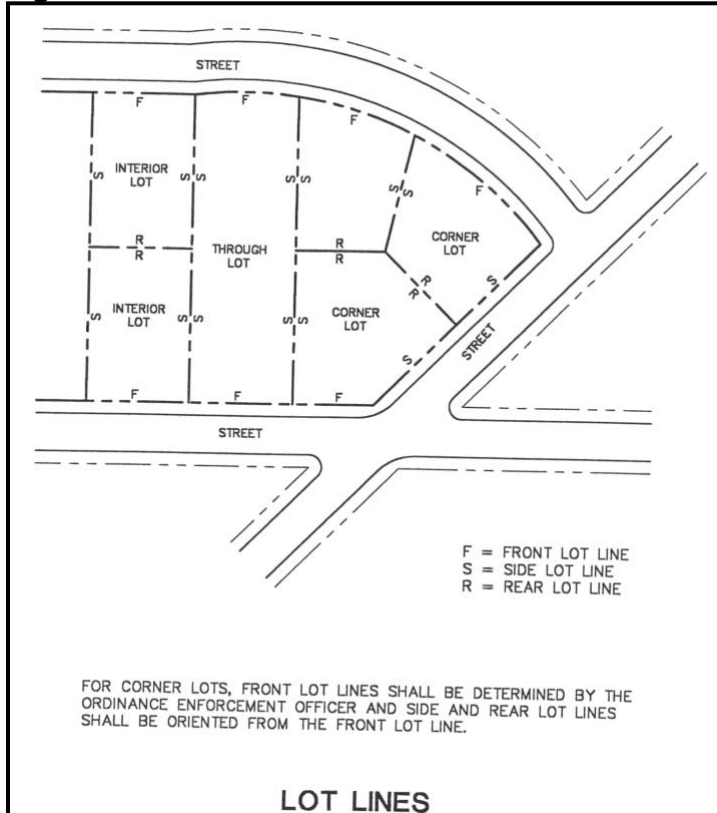 STREET
F
F
F
F
S
INTERIOR
LOT
S S
S S
S S
CORNER
LOT
R
R
THROUGH
LOT
R
R
R
R
S
S
INTERIOR
LOT
S S
S S
CORNER
LOT
S
STREET
F
F
F
STREET
F = FRONT LOT LINE
S = SIDE LOT LINE
R = REAR LOT LINE
FOR CORNER LOTS, FRONT LOT LINES SHALL BE DETERMINED BY THE
ORDINANCE ENFORCEMENT OFFICER AND SIDE AND REAR LOT LINES
SHALL BE ORIENTED FROM THE FRONT LOT LINE.
LOT LINES